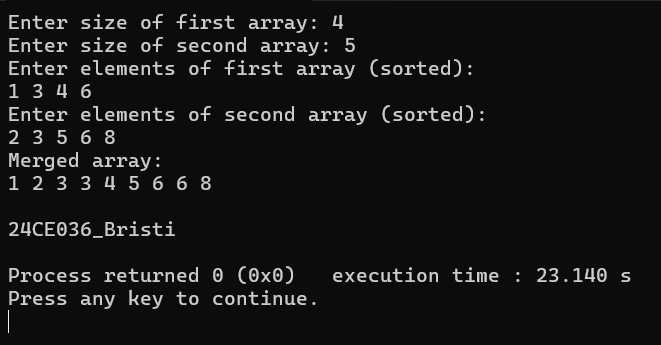 Enter size of first array: 4
Enter size of second array: 5
Enter elements of first array (sorted):
1 3 4 6
Enter elements of second array (sorted):
2 3 5 6 8
Merged array:
1 2 3 3 4 5 6 6 8
24CE036_Bristi
Process returned 0 (0x0)   execution time : 23.140 s
Press any key to continue.